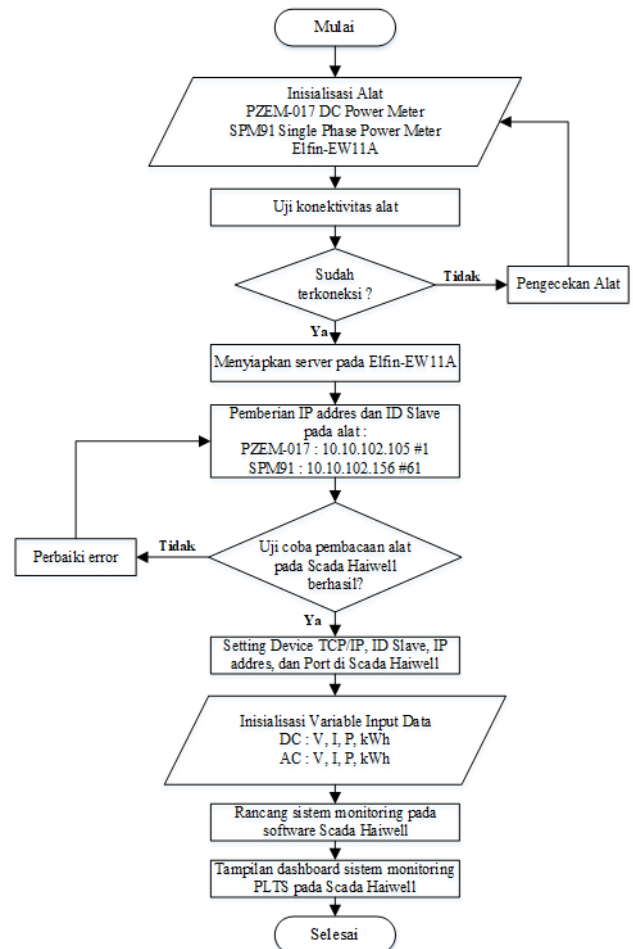 Mulai
Inisialisasi Alat
PZEM-017 DC Power Meter
SPM91 Single Phase Power Meter
Elfin-EW11A
Uji konektivitas alat
Sudah
terkoneksi ?
Tidak
Pengecekan Alat
Ya
Menyiapkan server pada Elfin-EW11A
Pemberian IP addres dan ID Slave
pada alat :
PZEM-017 : 10.10.102.105 #1
SPM91 : 10.10.102.156 #61
Uji coba pembacaan alat
pada Scada Haiwell
berhasil?
Tidak
Perbaiki error
Ya
Setting Device TCP/IP, ID Slave, IP
addres, dan Port di Scada Haiwell
Inisialisasi Variable Input Data
DC : V, I, P, kWh
AC : V, I, P, kWh
Rancang sistem monitoring pada
software Scada Haiwell
Tampilan dashboard sistem monitoring
PLTS pada Scada Haiwell
Selesai